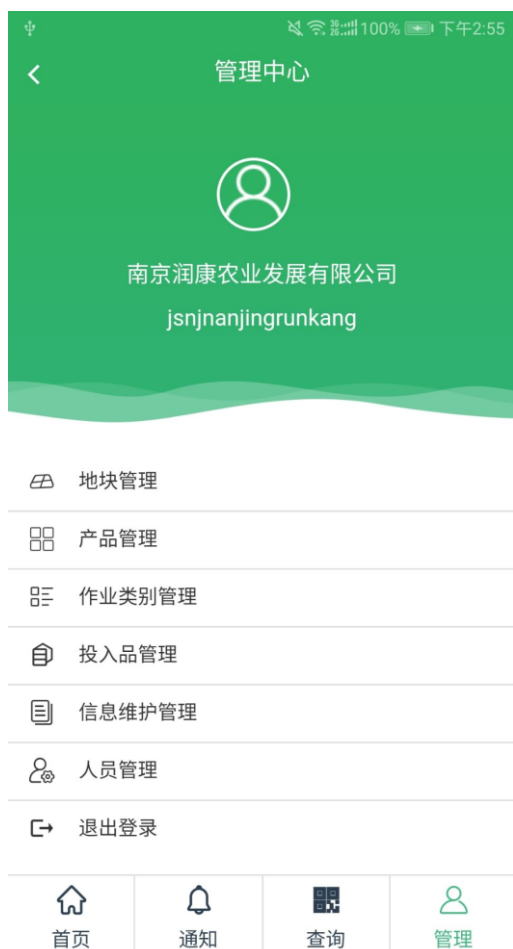 100% 下午2:55
管理中心
南京润康农业发展有限公司
jsnjnanjingrunkang
地块管理
产品管理
作业类别管理
投入品管理
信息维护管理
人员管理
退出登录
首页 通知 查询 管理